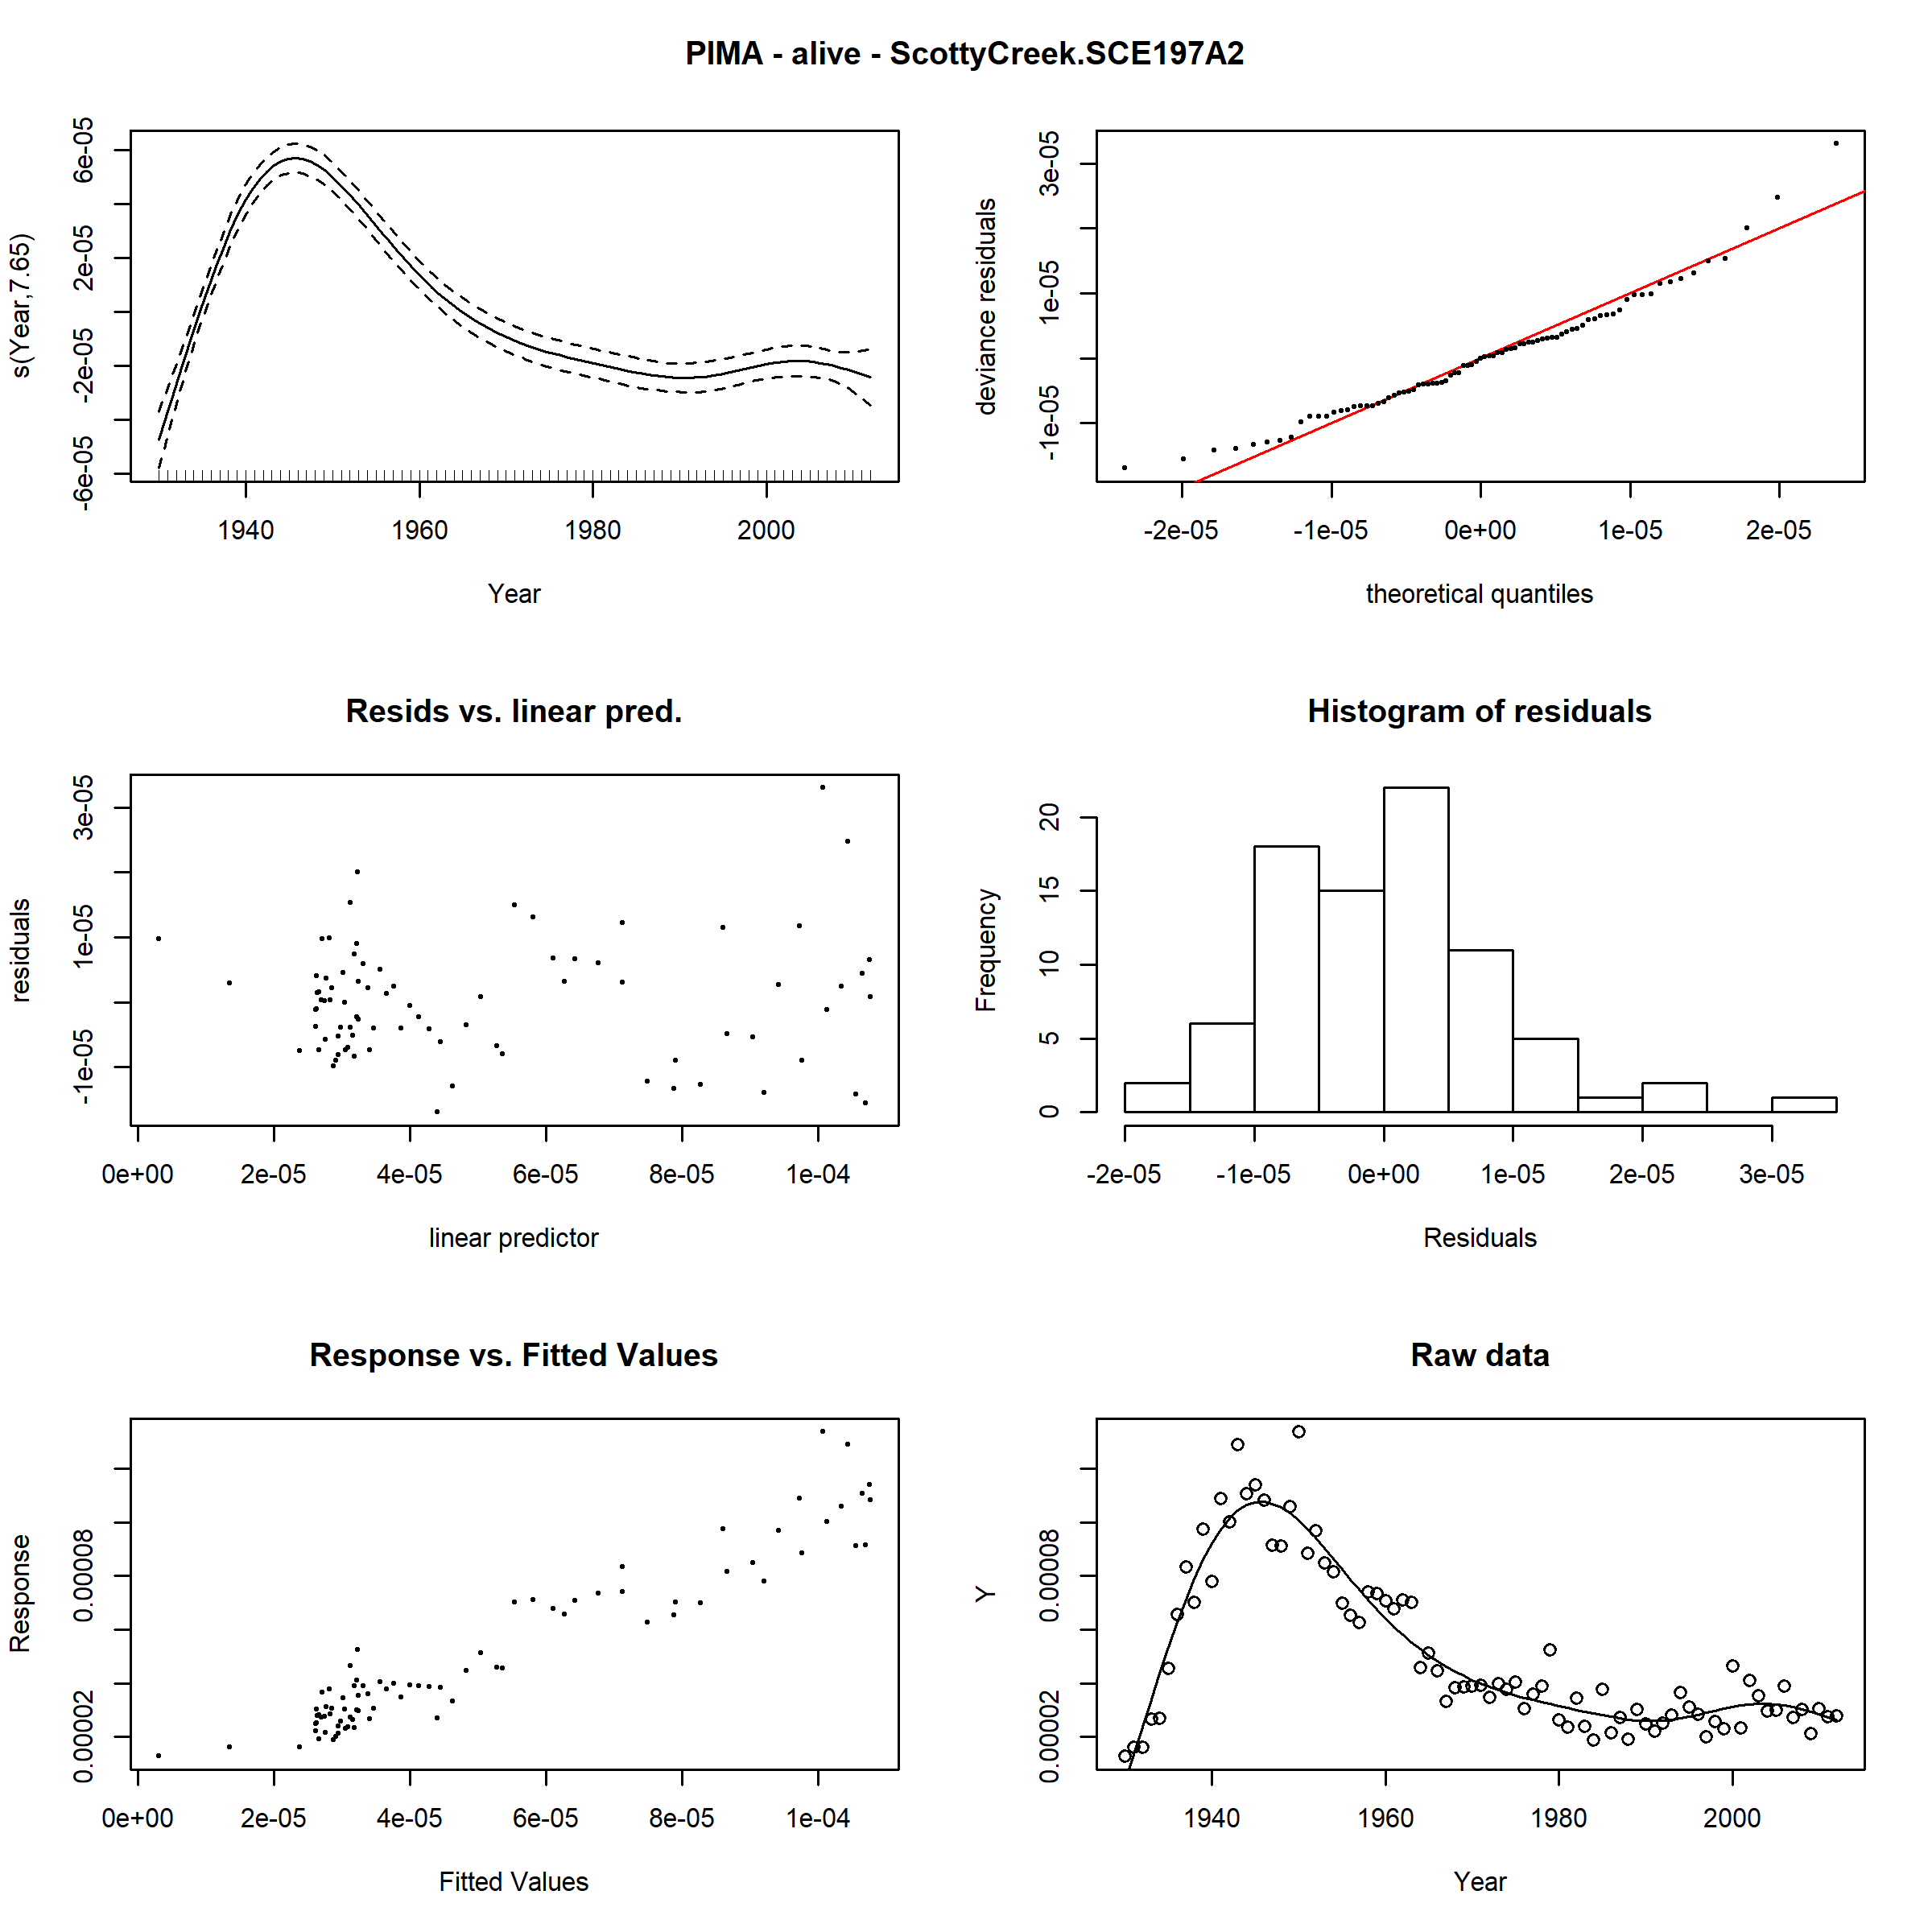 PIMA - alive - ScottyCreek.SCE197A2
s(Year,7.65)
-6e-05 -2e-05 2e-05 6e-05
1940 1960 1980 2000
Year
deviance residuals
-1e-05 1e-05 3e-05
-2e-05 -1e-05 0e+00 1e-05 2e-05
theoretical quantiles
Resids vs. linear pred.
residuals
-1e-05 1e-05 3e-05
0e+00 2e-05 4e-05 6e-05 8e-05 1e-04
linear predictor
Histogram of residuals
Frequency
0 5 10 15 20
-2e-05 -1e-05 0e+00 1e-05 2e-05 3e-05
Residuals
Response vs. Fitted Values
Response
0.00002 0.00008
0e+00 2e-05 4e-05 6e-05 8e-05 1e-04
Fitted Values
Raw data
Y
0.00002 0.00008
1940 1960 1980 2000
Year